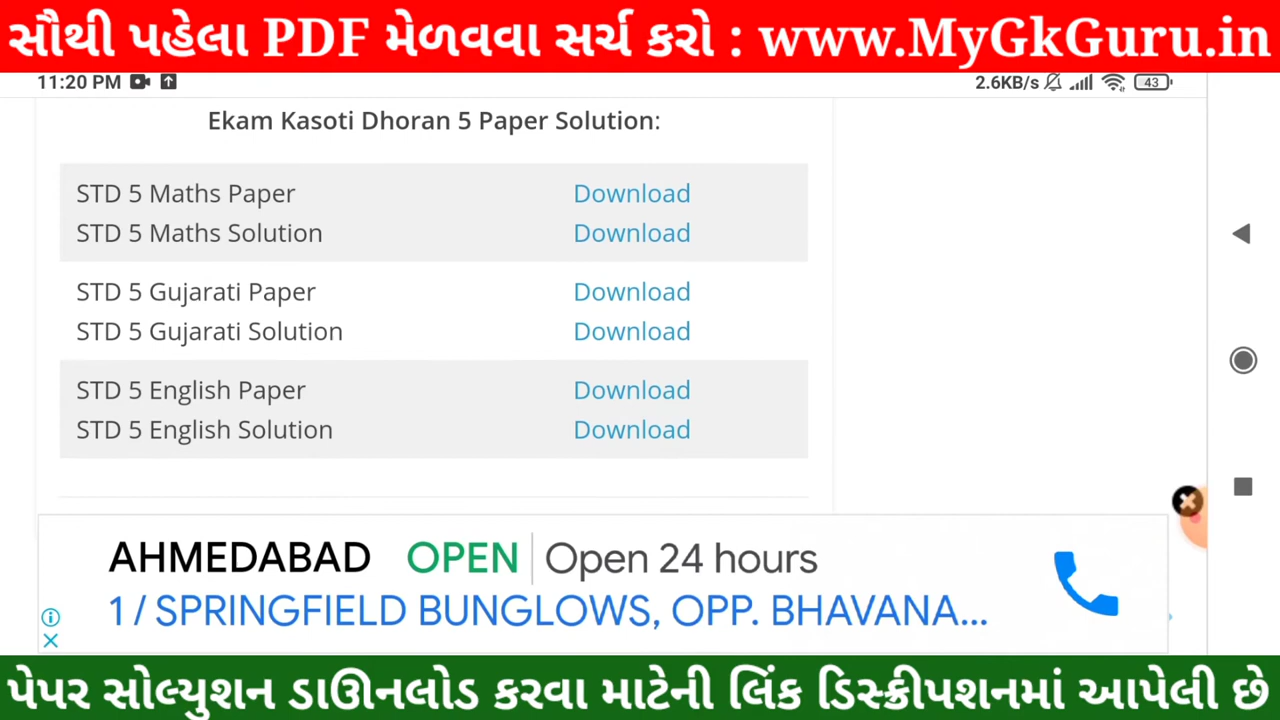 સૌથી પહેલા PDF મેળવવા સર્ચ કરો : www.MyGkGuru.in
11:20 PM 2.6KB/s 43
Ekam Kasoti Dhoran 5 Paper Solution:
STD 5 Maths Paper Download
STD 5 Maths Solution Download
STD 5 Gujarati Paper Download
STD 5 Gujarati Solution Download
STD 5 English Paper Download
STD 5 English Solution Download
AHMEDABAD OPEN Open 24 hours
1 / SPRINGFIELD BUNGLOWS, OPP. BHAVANA...
પેપર સોલ્યુશન ડાઊનલોડ કરવા માટેની લિંક ડિસ્ક્રીપશનમાં આપેલી છે